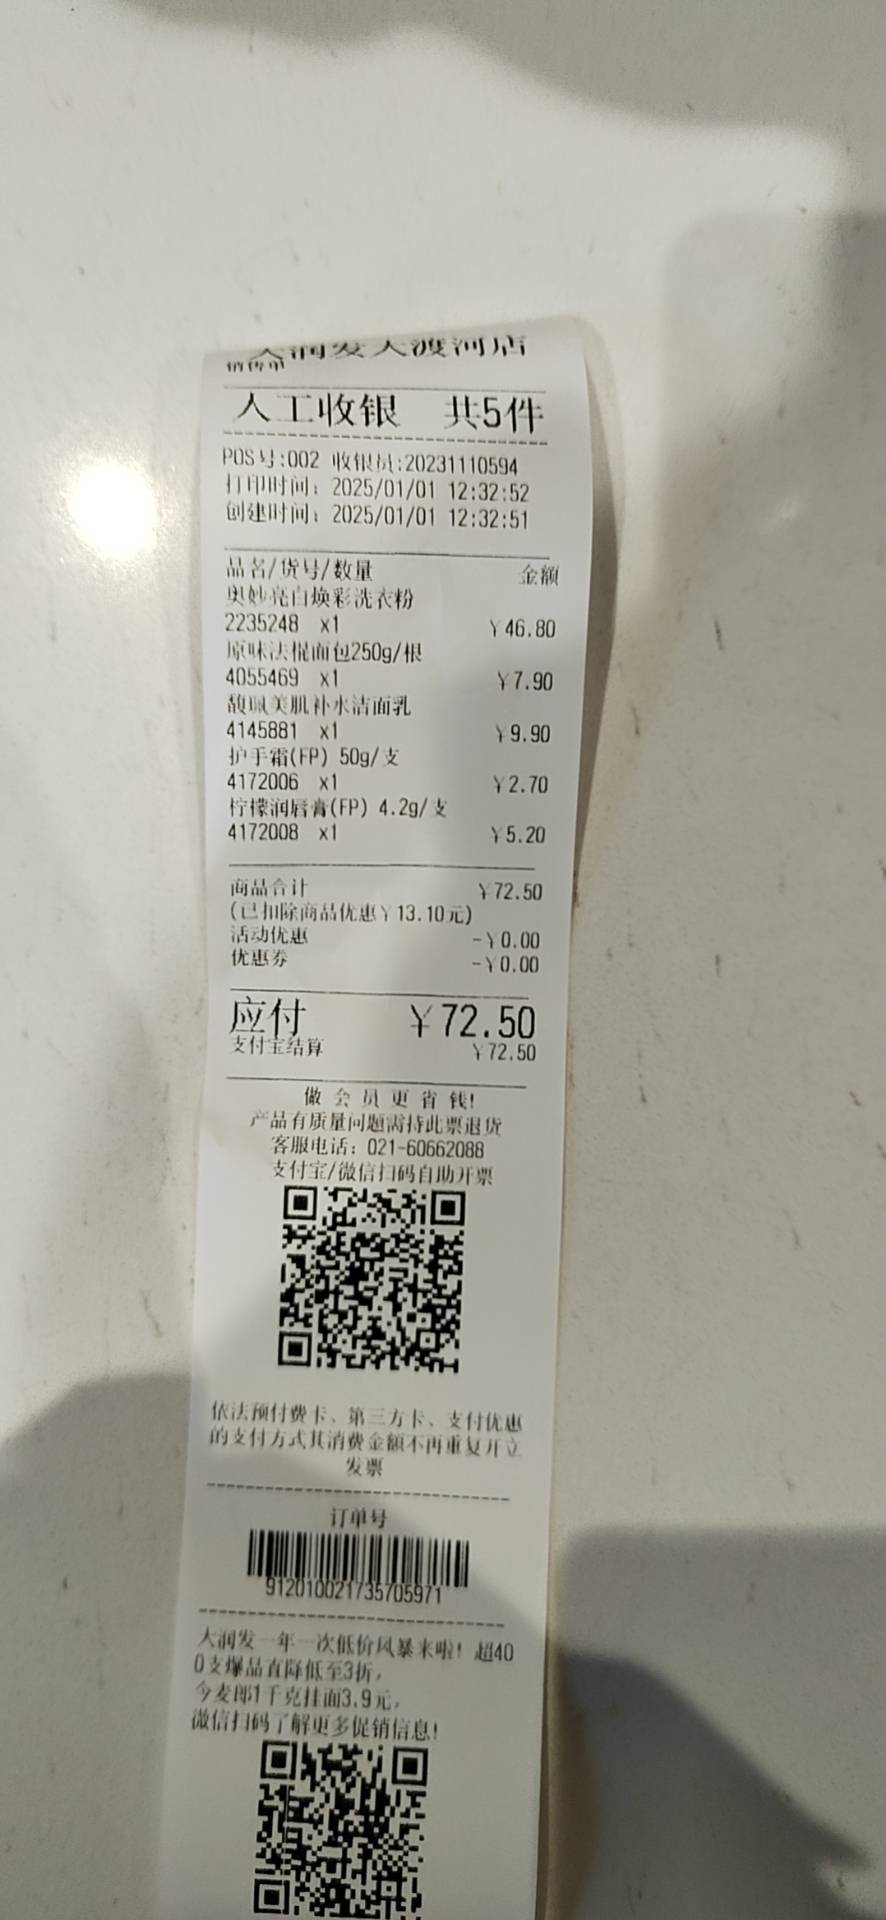 大润发大渡河店
销售单
人工收银 共5件
POS号:002 收银员:20231110594
打印时间: 2025/01/01 12:32:52
创建时间: 2025/01/01 12:32:51
品名/货号/数量 金额
奥妙亮白焕彩洗衣粉
2235248 x1 ¥46.80
原味法棍面包250g/根
4055469 x1 ¥7.90
馥珮美肌补水洁面乳
4145881 x1 ¥9.90
护手霜(FP) 50g/支
4172006 x1 ¥2.70
柠檬润唇膏(FP) 4.2g/支
4172008 x1 ¥5.20
商品合计 ¥72.50
(已扣除商品优惠¥13.10元)
活动优惠 -¥0.00
优惠券 -¥0.00
应付 ¥72.50
支付宝结算 ¥72.50
做会员更省钱!
产品有质量问题需持此票退货
客服电话: 021-60662088
支付宝/微信扫码自助开票
依法预付费卡、第三方卡、支付优惠
的支付方式其消费金额不再重复开立
发票
订单号
912010021735705971
大润发一年一次低价风暴来啦! 超40
0支爆品直降低至3折,
今麦郎1千克挂面3.9元,
微信扫码了解更多促销信息!